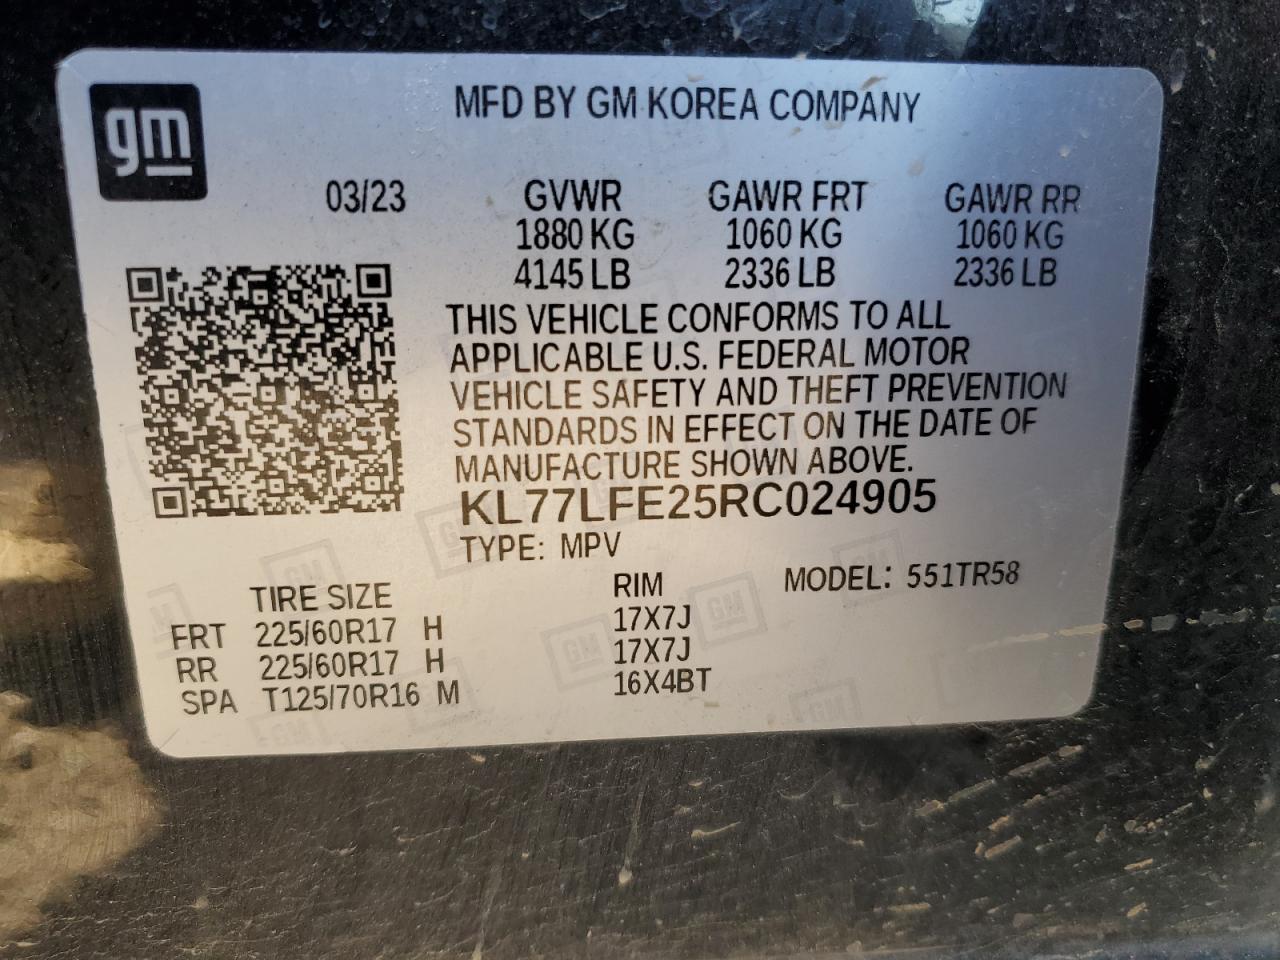 gm
MFD BY GM KOREA COMPANY
03/23 GVWR GAWR FRT GAWR RR
1880 KG 1060 KG 1060 KG
4145 LB 2336 LB 2336 LB
THIS VEHICLE CONFORMS TO ALL
APPLICABLE U.S. FEDERAL MOTOR
VEHICLE SAFETY AND THEFT PREVENTION
STANDARDS IN EFFECT ON THE DATE OF
MANUFACTURE SHOWN ABOVE.
KL77LFE25RC024905
TYPE: MPV
TIRE SIZE RIM MODEL: 551TR58
FRT 225/60R17 H 17X7J
RR 225/60R17 H 17X7J
SPA T125/70R16 M 16X4BT